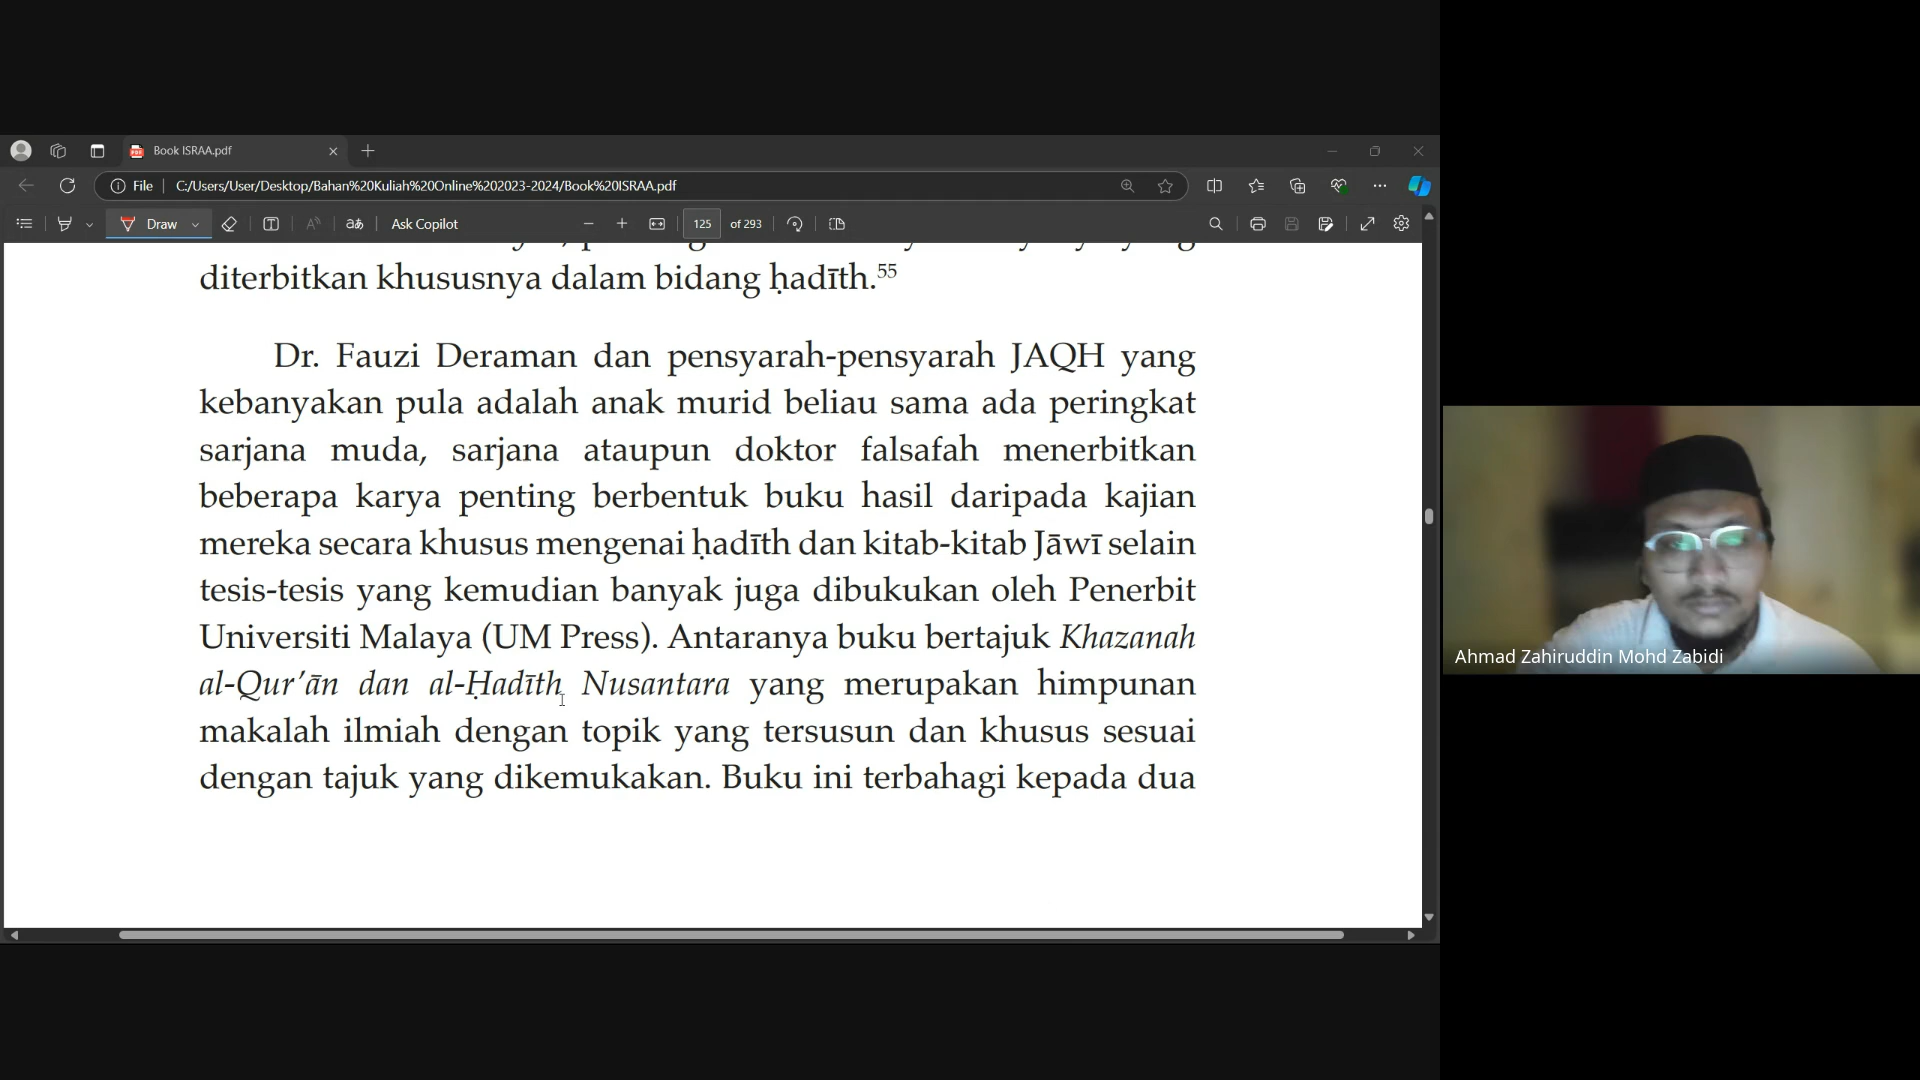 Book ISRAA.pdf
File
C:/Users/User/Desktop/Bahan%20Kuliah%20Online%202023-2024/Book%20ISRAA.pdf
Draw
aあ
Ask Copilot
125
of 293
diterbitkan khususnya dalam bidang ḥadīth.⁵⁵
Dr. Fauzi Deraman dan pensyarah-pensyarah JAQH yang
kebanyakan pula adalah anak murid beliau sama ada peringkat
sarjana muda, sarjana ataupun doktor falsafah menerbitkan
beberapa karya penting berbentuk buku hasil daripada kajian
mereka secara khusus mengenai ḥadīth dan kitab-kitab Jāwī selain
tesis-tesis yang kemudian banyak juga dibukukan oleh Penerbit
Universiti Malaya (UM Press). Antaranya buku bertajuk Khazanah
al-Qur’ān dan al-Ḥadīth Nusantara yang merupakan himpunan
makalah ilmiah dengan topik yang tersusun dan khusus sesuai
dengan tajuk yang dikemukakan. Buku ini terbahagi kepada dua
Ahmad Zahiruddin Mohd Zabidi